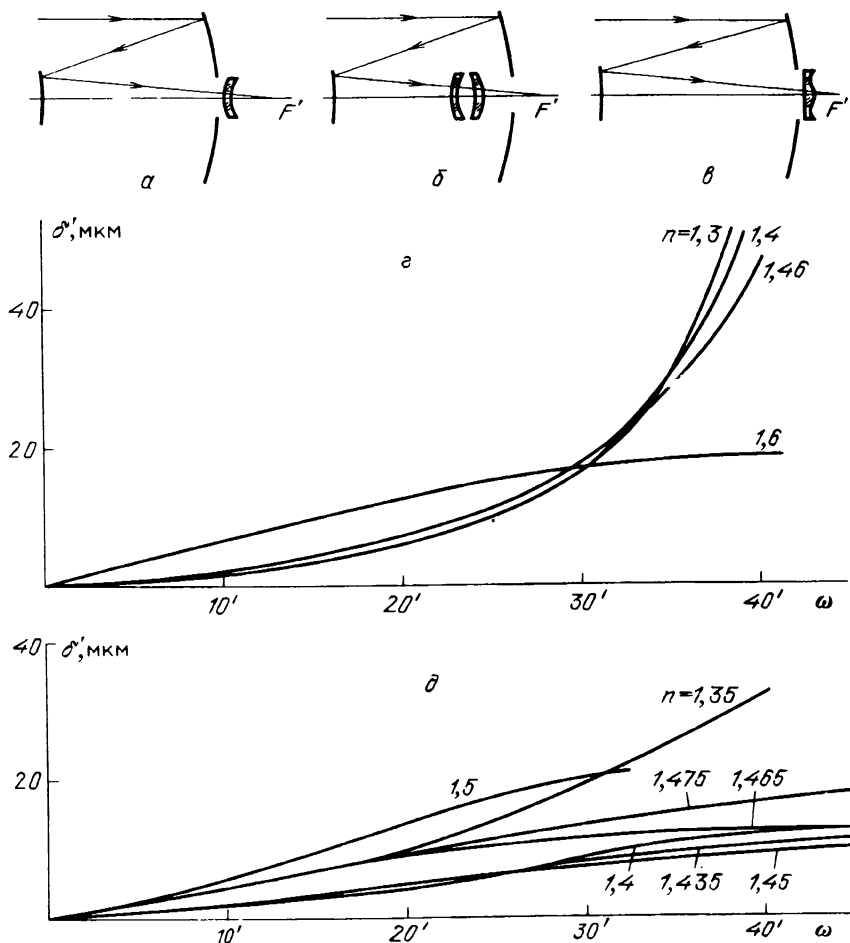 F′ F′ F′
а б в
δ′, мкм
г
n=1,3
1,4
1,46
40
20
1,6
10′ 20′ 30′ 40′ ω
40
δ′, мкм
д
n=1,35
20
1,5
1,475 1,465
1,4 1,435 1,45
10′ 20′ 30′ 40′ ω